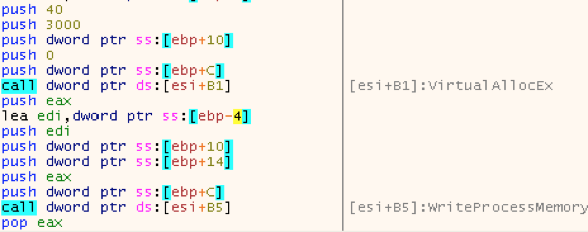 push 40
push 3000
push dword ptr ss:[ebp+10]
push 0
push dword ptr ss:[ebp+C]
call dword ptr ds:[esi+B1] [esi+B1]:VirtualAllocEx
push eax
lea edi,dword ptr ss:[ebp-4]
push edi
push dword ptr ss:[ebp+10]
push dword ptr ss:[ebp+14]
push eax
push dword ptr ss:[ebp+C]
call dword ptr ds:[esi+B5] [esi+B5]:WriteProcessMemory
pop eax